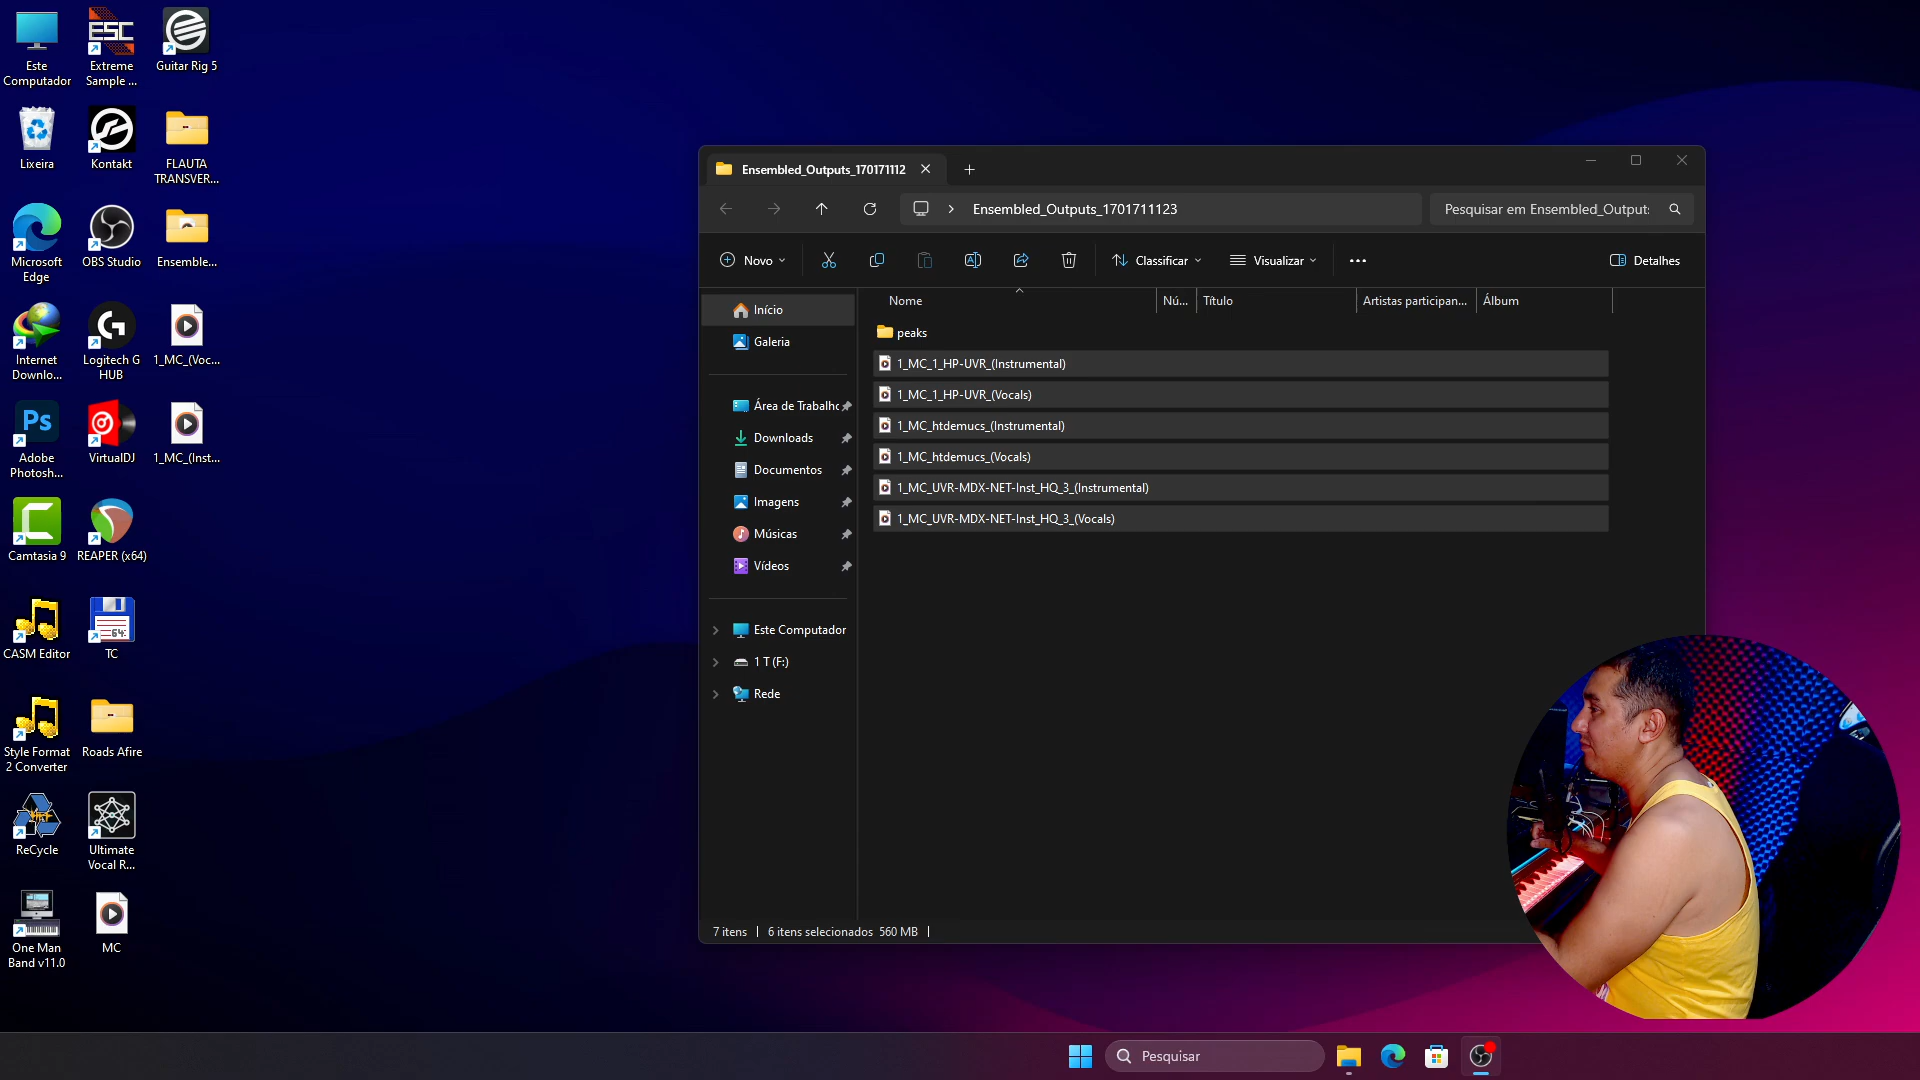 Este
Computador
ESC
Extreme
Sample ...
Guitar Rig 5
Lixeira
Kontakt
FLAUTA
TRANSVER...
Microsoft
Edge
OBS Studio
Ensemble...
Internet
Downlo...
Logitech G
HUB
1_MC_(Voc...
Ps
Adobe
Photosh...
VirtualDJ
1_MC_(Inst...
Camtasia 9
REAPER (x64)
CASM Editor
64
TC
Style Format
2 Converter
Roads Afire
ReCycle
Ultimate
Vocal R...
One Man
Band v11.0
MC
Ensembled_Outputs_170171112
Ensembled_Outputs_1701711123
Pesquisar em Ensembled_Output:
Novo
Classificar
Visualizar
Detalhes
Início
Galeria
Área de Trabalho
Downloads
Documentos
Imagens
Músicas
Vídeos
Este Computador
1 T (F:)
Rede
Nome
Nú...
Título
Artistas participan...
Álbum
peaks
1_MC_1_HP-UVR_(Instrumental)
1_MC_1_HP-UVR_(Vocals)
1_MC_htdemucs_(Instrumental)
1_MC_htdemucs_(Vocals)
1_MC_UVR-MDX-NET-Inst_HQ_3_(Instrumental)
1_MC_UVR-MDX-NET-Inst_HQ_3_(Vocals)
7 itens
6 itens selecionados 560 MB
Pesquisar